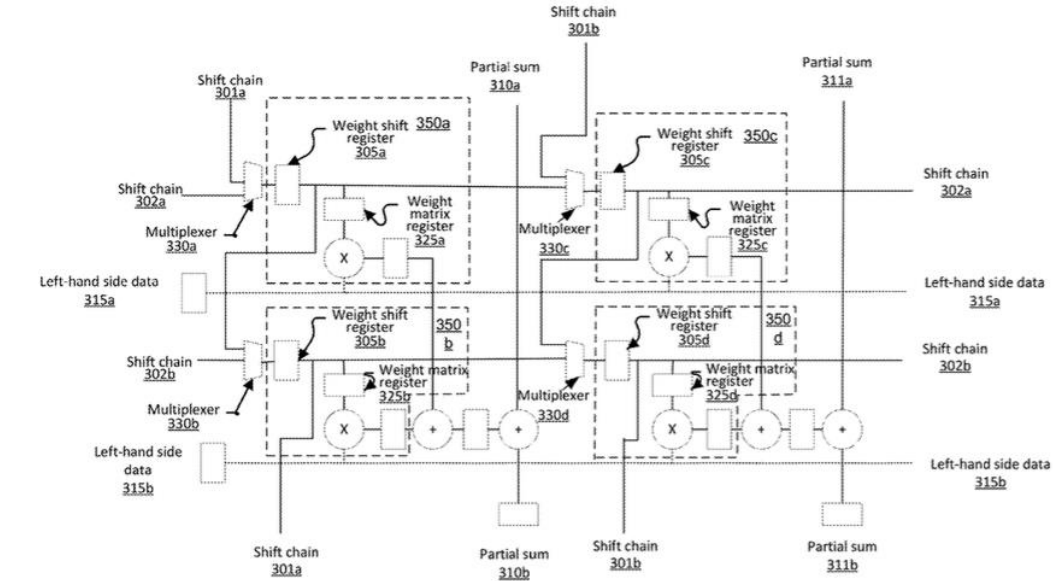 Shift chain
301b
Partial sum
310a
Partial sum
311a
Shift chain
301a
Weight shift
register
305a
350a
Weight shift
register
305c
350c
Shift chain
302a
Shift chain
302a
Multiplexer
330a
Weight
matrix
register
325a
Multiplexer
330c
Weight
matrix
register
325c
X
X
Left-hand side data
315a
Left-hand side data
315a
Weight shift
register
305b
350
b
Weight shift
register
305d
350
d
Shift chain
302b
Shift chain
302b
Weight matrix
register
325b
Weight matrix
register
325d
Multiplexer
330b
Multiplexer
330d
X
+
+
X
+
+
Left-hand side
data
315b
Left-hand side data
315b
Shift chain
301a
Partial sum
310b
Shift chain
301b
Partial sum
311b